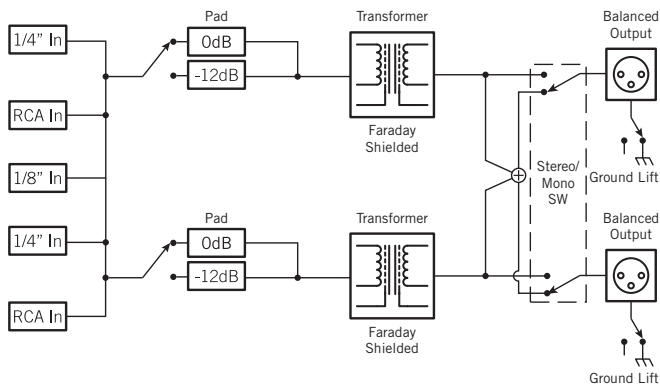 Pad
Transformer
Balanced
Output
1/4” In
0dB
-12dB
RCA In
Faraday
Shielded
1/8” In
Stereo/
Mono
SW
Ground Lift
Pad
Transformer
Balanced
Output
1/4” In
0dB
-12dB
RCA In
Faraday
Shielded
Ground Lift